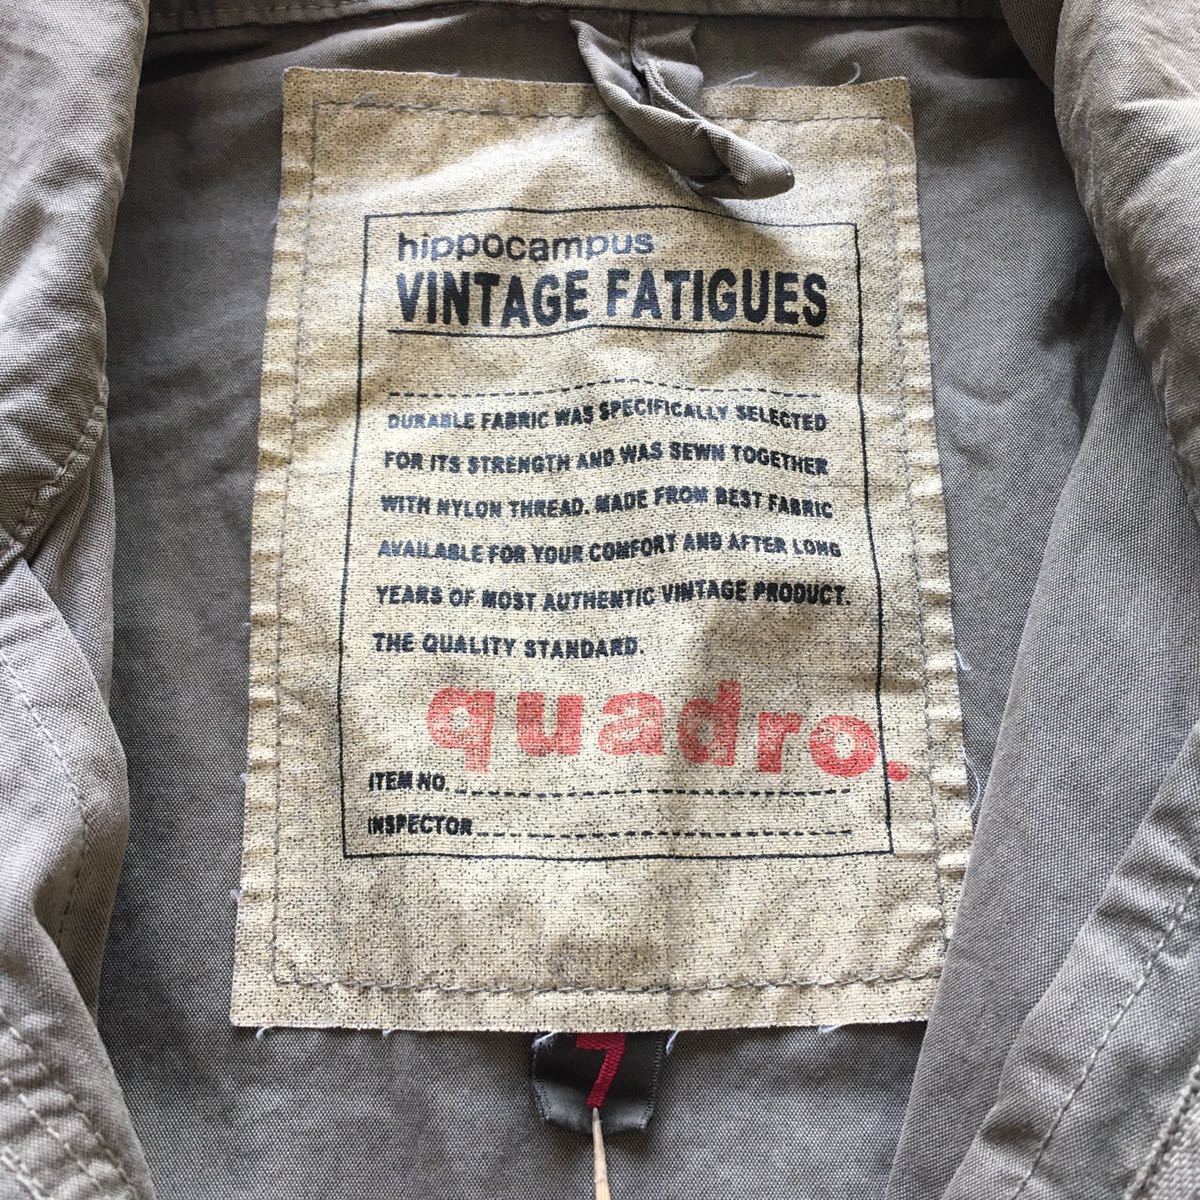 hippocampus
VINTAGE FATIGUES
DURABLE FABRIC WAS SPECIFICALLY SELECTED
FOR ITS STRENGTH AND WAS SEWN TOGETHER
WITH NYLON THREAD. MADE FROM BEST FABRIC
AVAILABLE FOR YOUR COMFORT AND AFTER LONG
YEARS OF MOST AUTHENTIC VINTAGE PRODUCT.
THE QUALITY STANDARD.
quadro.
ITEM NO.
INSPECTOR
7